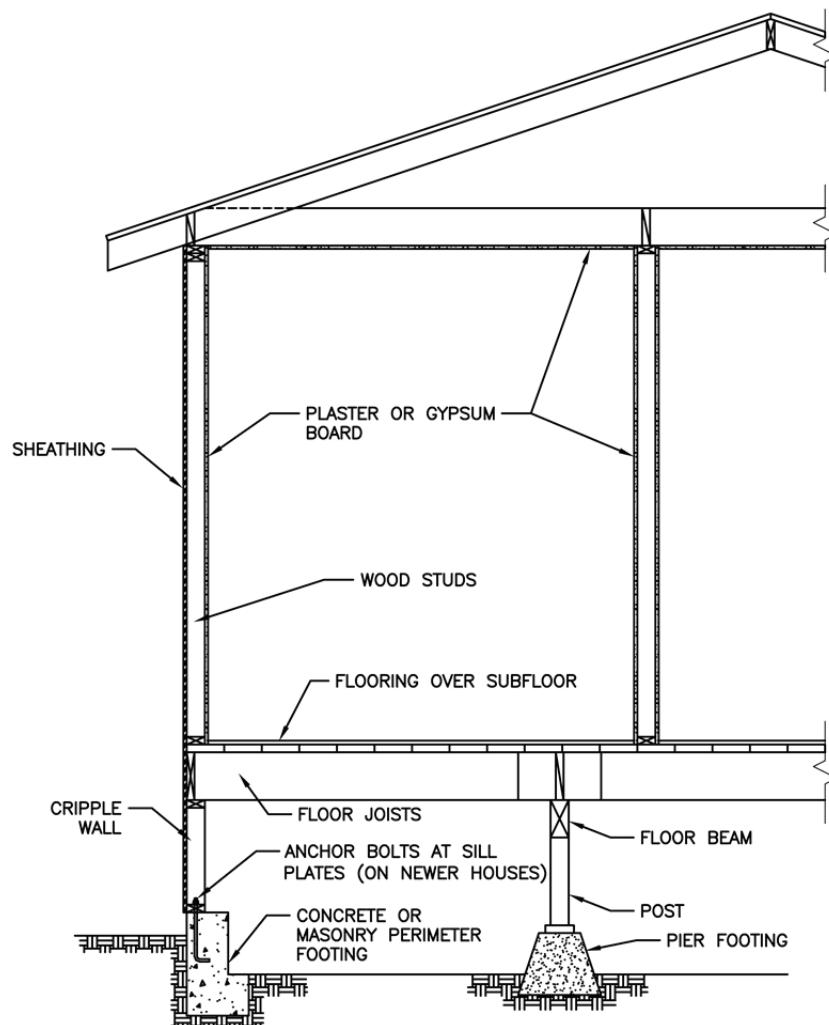 PLASTER OR GYPSUM
BOARD
SHEATHING
WOOD STUDS
FLOORING OVER SUBFLOOR
CRIPPLE
WALL
FLOOR JOISTS
FLOOR BEAM
ANCHOR BOLTS AT SILL
PLATES (ON NEWER HOUSES)
POST
CONCRETE OR
MASONRY PERIMETER
FOOTING
PIER FOOTING